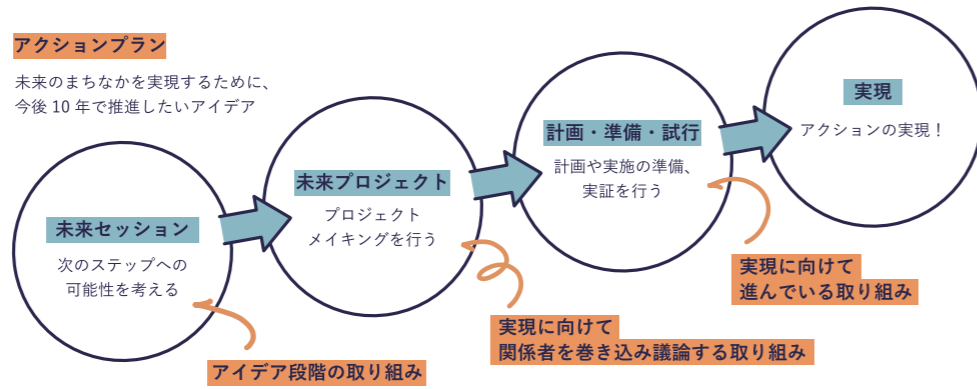 アクションプラン
未来のまちなかを実現するために、
今後 10 年で推進したいアイデア
未来セッション
次のステップへの
可能性を考える
アイデア段階の取り組み
未来プロジェクト
プロジェクト
メイキングを行う
実現に向けて
関係者を巻き込み議論する取り組み
計画・準備・試行
計画や実施の準備、
実証を行う
実現に向けて
進んでいる取り組み
実現
アクションの実現！